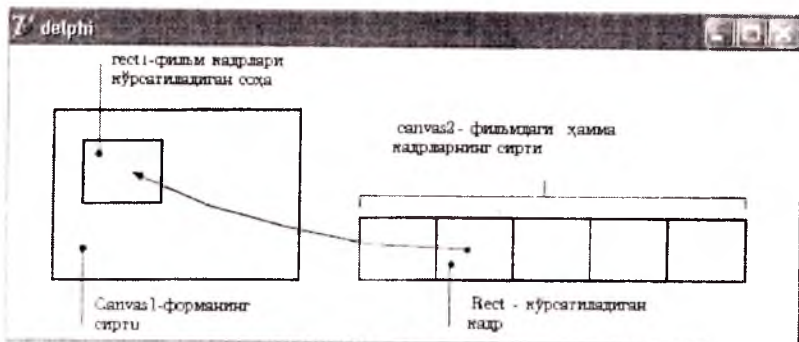 delphi
rect1-фильм кадрлари
кўрсатиладиган соҳа
canvas2 - фильмдаги ҳамма
кадрларнинг сирти
Canvas1-форманинг
сирти
Rect - кўрсатиладиган
кадр